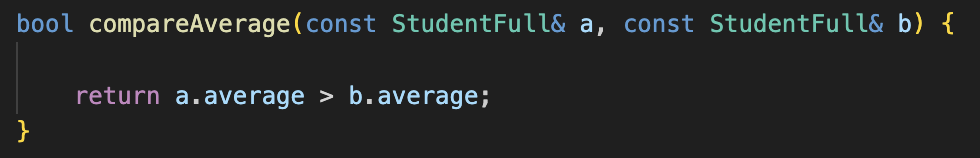 bool compareAverage(const StudentFull& a, const StudentFull& b) {
    return a.average > b.average;
}